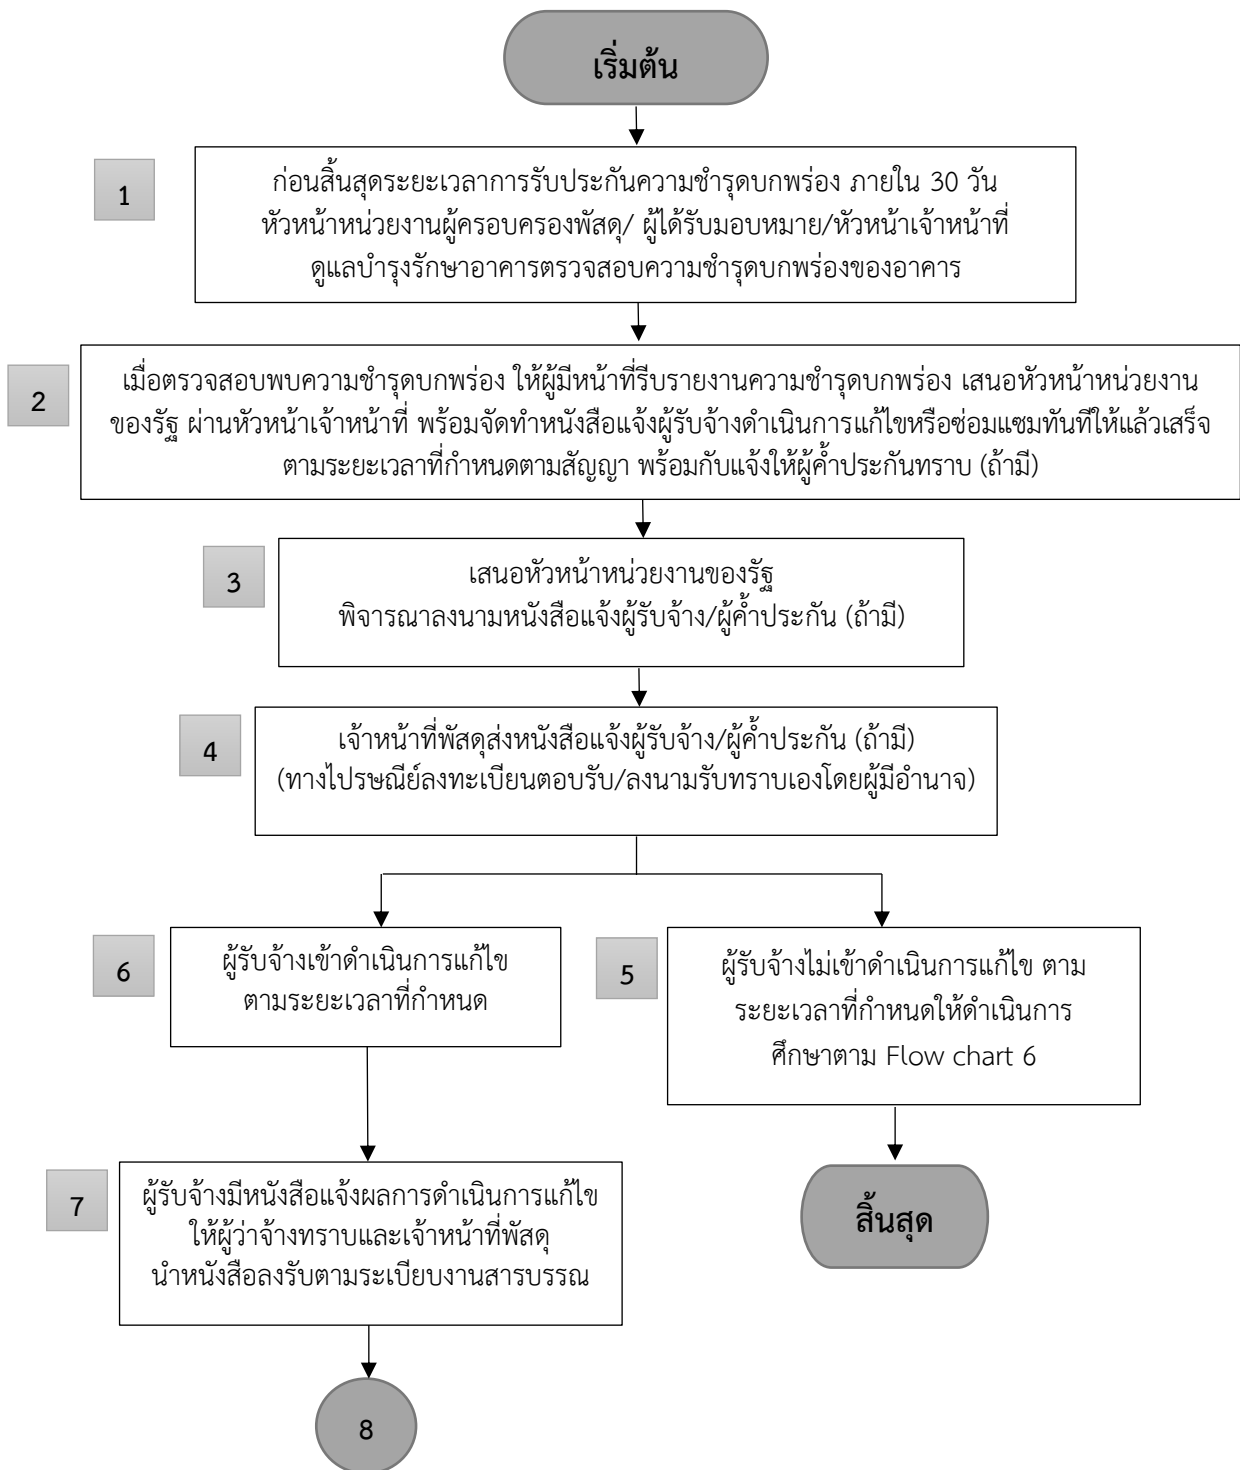 เริ่มต้น
1
ก่อนสิ้นสุดระยะเวลาการรับประกันความชำรุดบกพร่อง ภายใน 30 วัน
หัวหน้าหน่วยงานผู้ครอบครองพัสดุ/ ผู้ได้รับมอบหมาย/หัวหน้าเจ้าหน้าที่
ดูแลบำรุงรักษาอาคารตรวจสอบความชำรุดบกพร่องของอาคาร
2
เมื่อตรวจสอบพบความชำรุดบกพร่อง ให้ผู้มีหน้าที่รีบรายงานความชำรุดบกพร่อง เสนอหัวหน้าหน่วยงาน
ของรัฐ ผ่านหัวหน้าเจ้าหน้าที่ พร้อมจัดทำหนังสือแจ้งผู้รับจ้างดำเนินการแก้ไขหรือซ่อมแซมทันทีให้แล้วเสร็จ
ตามระยะเวลาที่กำหนดตามสัญญา พร้อมกับแจ้งให้ผู้ค้ำประกันทราบ (ถ้ามี)
3
เสนอหัวหน้าหน่วยงานของรัฐ
พิจารณาลงนามหนังสือแจ้งผู้รับจ้าง/ผู้ค้ำประกัน (ถ้ามี)
4
เจ้าหน้าที่พัสดุส่งหนังสือแจ้งผู้รับจ้าง/ผู้ค้ำประกัน (ถ้ามี)
(ทางไปรษณีย์ลงทะเบียนตอบรับ/ลงนามรับทราบเองโดยผู้มีอำนาจ)
6
ผู้รับจ้างเข้าดำเนินการแก้ไข
ตามระยะเวลาที่กำหนด
5
ผู้รับจ้างไม่เข้าดำเนินการแก้ไข ตาม
ระยะเวลาที่กำหนดให้ดำเนินการ
ศึกษาตาม Flow chart 6
7
ผู้รับจ้างมีหนังสือแจ้งผลการดำเนินการแก้ไข
ให้ผู้ว่าจ้างทราบและเจ้าหน้าที่พัสดุ
นำหนังสือลงรับตามระเบียบงานสารบรรณ
สิ้นสุด
8